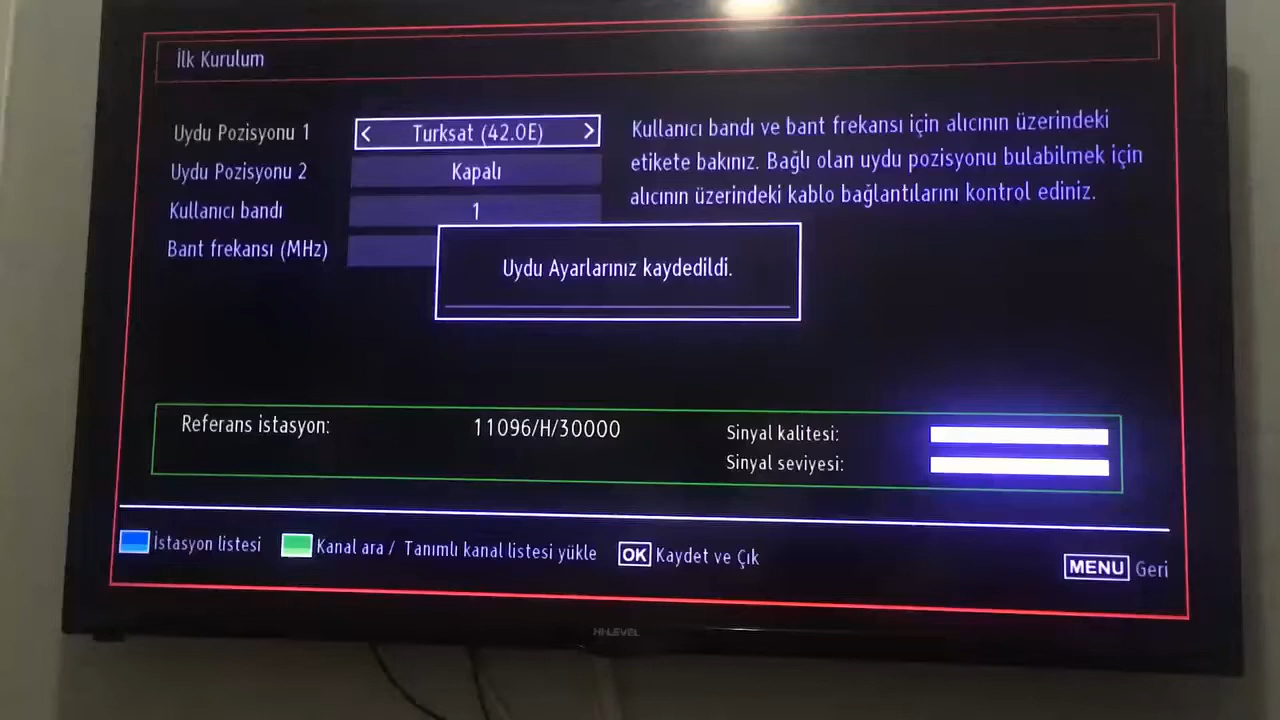 İlk Kurulum
Uydu Pozisyonu 1
< Turksat (42.0E) >
Uydu Pozisyonu 2
Kapalı
Kullanıcı bandı
1
Bant frekansı (MHz)
Kullanıcı bandı ve bant frekansı için alıcının üzerindeki
etikete bakınız. Bağlı olan uydu pozisyonu bulabilmek için
alıcının üzerindeki kablo bağlantılarını kontrol ediniz.
Uydu Ayarlarınız kaydedildi.
Referans istasyon:
11096/H/30000
Sinyal kalitesi:
Sinyal seviyesi:
İstasyon listesi
Kanal ara / Tanımlı kanal listesi yükle
OK Kaydet ve Çık
MENU Geri
HI-LEVEL